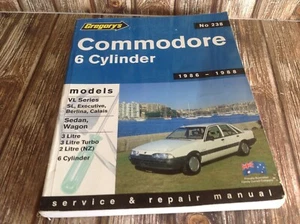 Gregory's
No 238
Commodore
6 Cylinder
1986 - 1988
models
VL Series
SL, Executive,
Berlina, Calais
Sedan,
Wagon
3 Litre
3 Litre Turbo
2 Litre (NZ)
6 Cylinder
service & repair manual